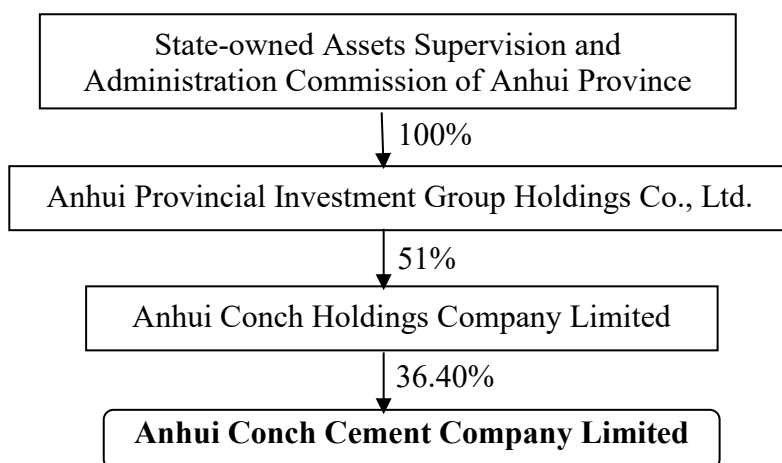 State-owned Assets Supervision and
Administration Commission of Anhui Province
100%
Anhui Provincial Investment Group Holdings Co., Ltd.
51%
Anhui Conch Holdings Company Limited
36.40%
Anhui Conch Cement Company Limited